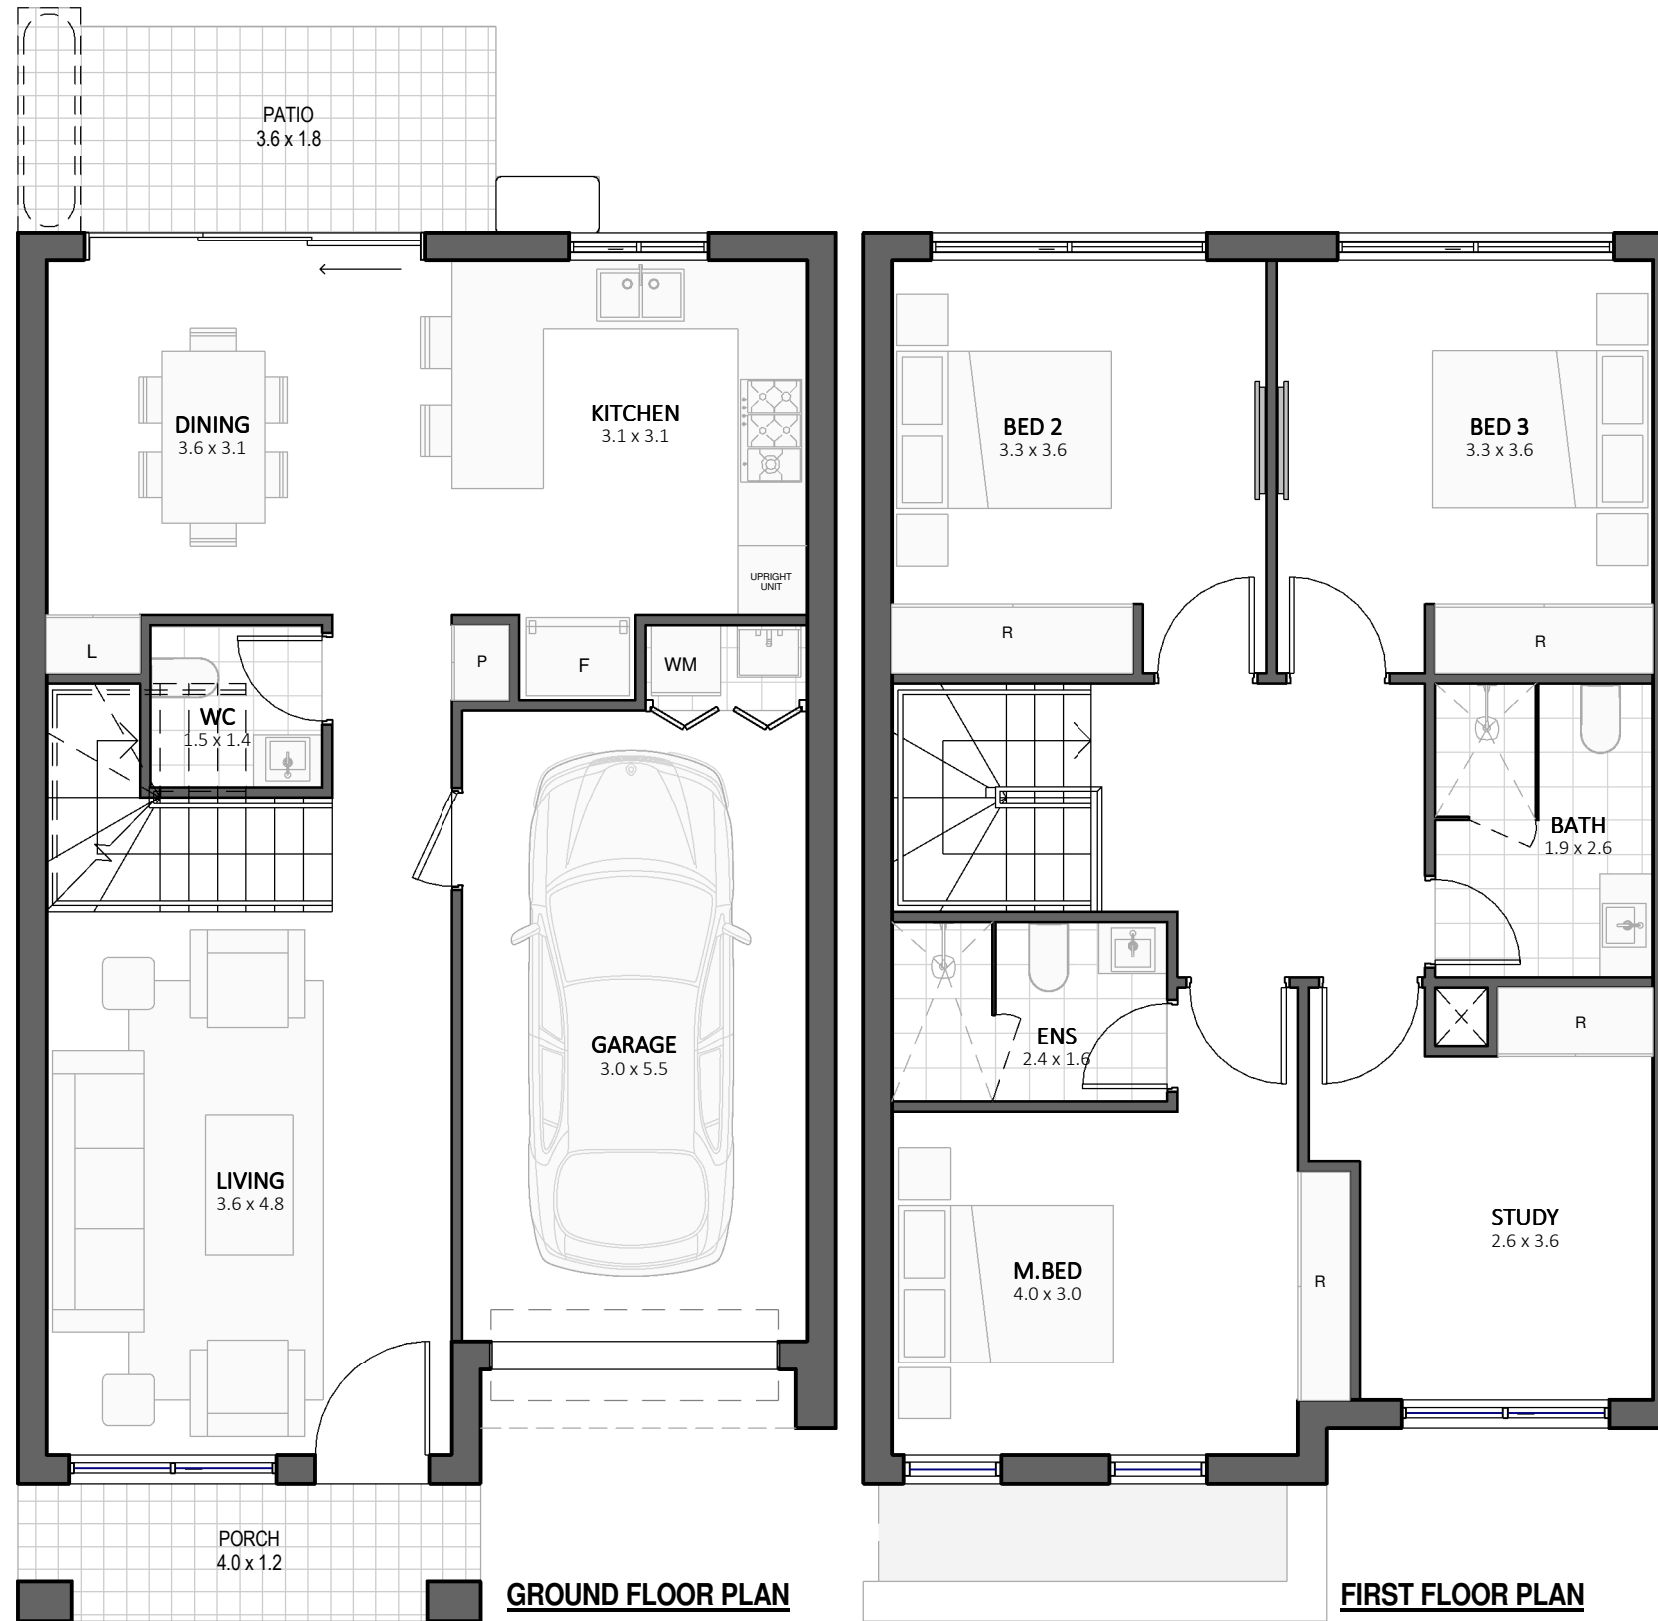 PATIO
3.6 x 1.8
DINING
3.6 x 3.1
KITCHEN
3.1 x 3.1
UPRIGHT
UNIT
L
P
F
WM
WC
1.5 x 1.4
GARAGE
3.0 x 5.5
LIVING
3.6 x 4.8
PORCH
4.0 x 1.2
GROUND FLOOR PLAN
BED 2
3.3 x 3.6
BED 3
3.3 x 3.6
R
R
BATH
1.9 x 2.6
ENS
2.4 x 1.6
R
STUDY
2.6 x 3.6
M.BED
4.0 x 3.0
R
FIRST FLOOR PLAN